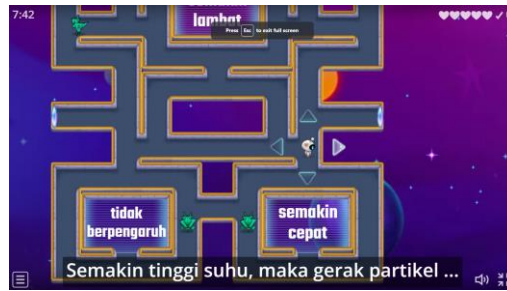 7:42
lambat
Press Esc to exit full screen
tidak
berpengaruh
semakin
cepat
Semakin tinggi suhu, maka gerak partikel ...